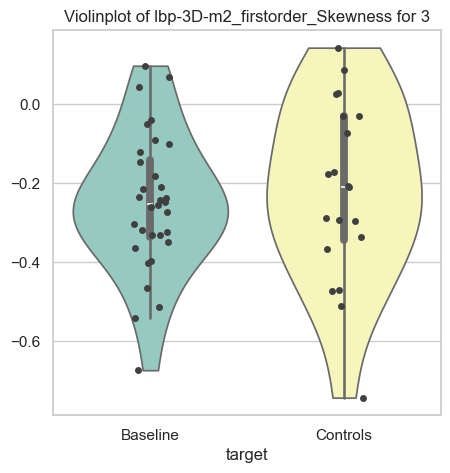 Violinplot of lbp-3D-m2_firstorder_Skewness for 3
0.0
−0.2
−0.4
−0.6
Baseline
Controls
target